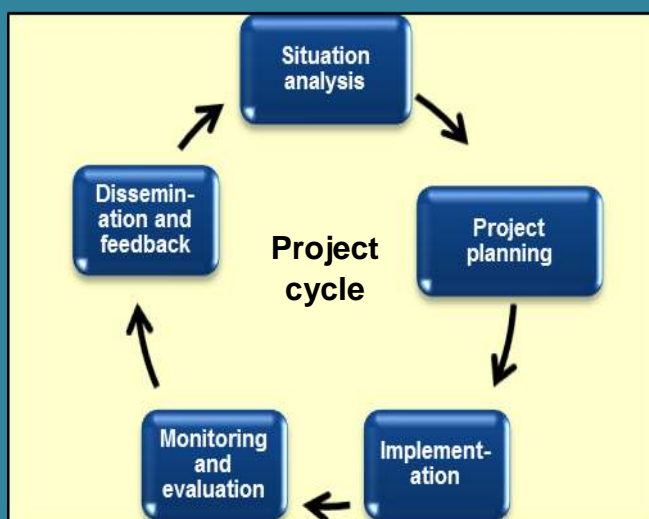 Situation
analysis
Project
planning
Implement-
ation
Monitoring
and
evaluation
Dissemin-
ation and
feedback
Project
cycle